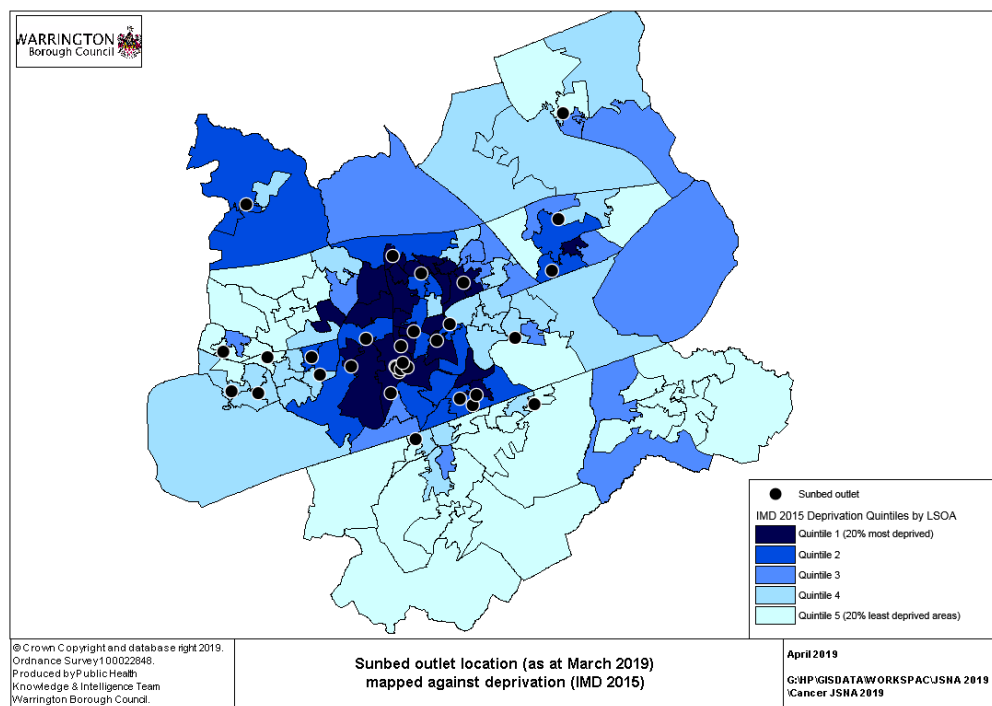 WARRINGTON
Borough Council
Sunbed outlet
IMD 2015 Deprivation Quintiles by LSOA
Quintile 1 (20% most deprived)
Quintile 2
Quintile 3
Quintile 4
Quintile 5 (20% least deprived areas)
© Crown Copyright and database right 2019.
Ordnance Survey 100022848.
Produced by Public Health
Knowledge & Intelligence Team
Warrington Borough Council.
Sunbed outlet location (as at March 2019)
mapped against deprivation (IMD 2015)
April 2019
G:\HP\GISDATA\WORKSPAC\JSNA 2019
\Cancer JSNA 2019